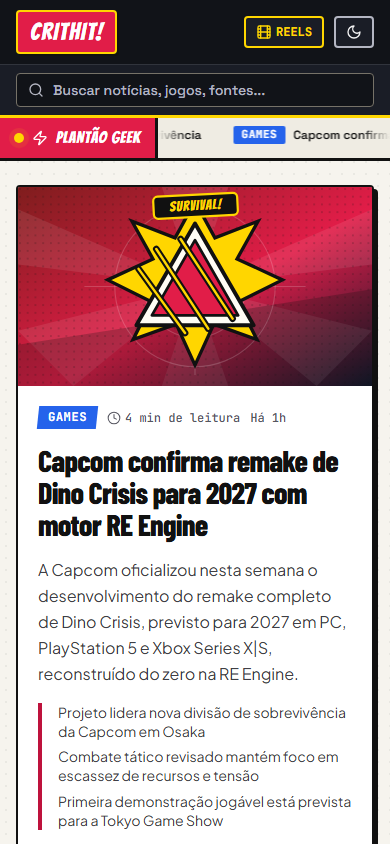 CRITHIT!
REELS
Buscar notícias, jogos, fontes...
PLANTÃO GEEK
ivência
GAMES
Capcom confirm
SURVIVAL!
GAMES
4 min de leitura
Há 1h
Capcom confirma remake de
Dino Crisis para 2027 com
motor RE Engine
A Capcom oficializou nesta semana o
desenvolvimento do remake completo
de Dino Crisis, previsto para 2027 em PC,
PlayStation 5 e Xbox Series X|S,
reconstruído do zero na RE Engine.
Projeto lidera nova divisão de sobrevivência
da Capcom em Osaka
Combate tático revisado mantém foco em
escassez de recursos e tensão
Primeira demonstração jogável está prevista
para a Tokyo Game Show